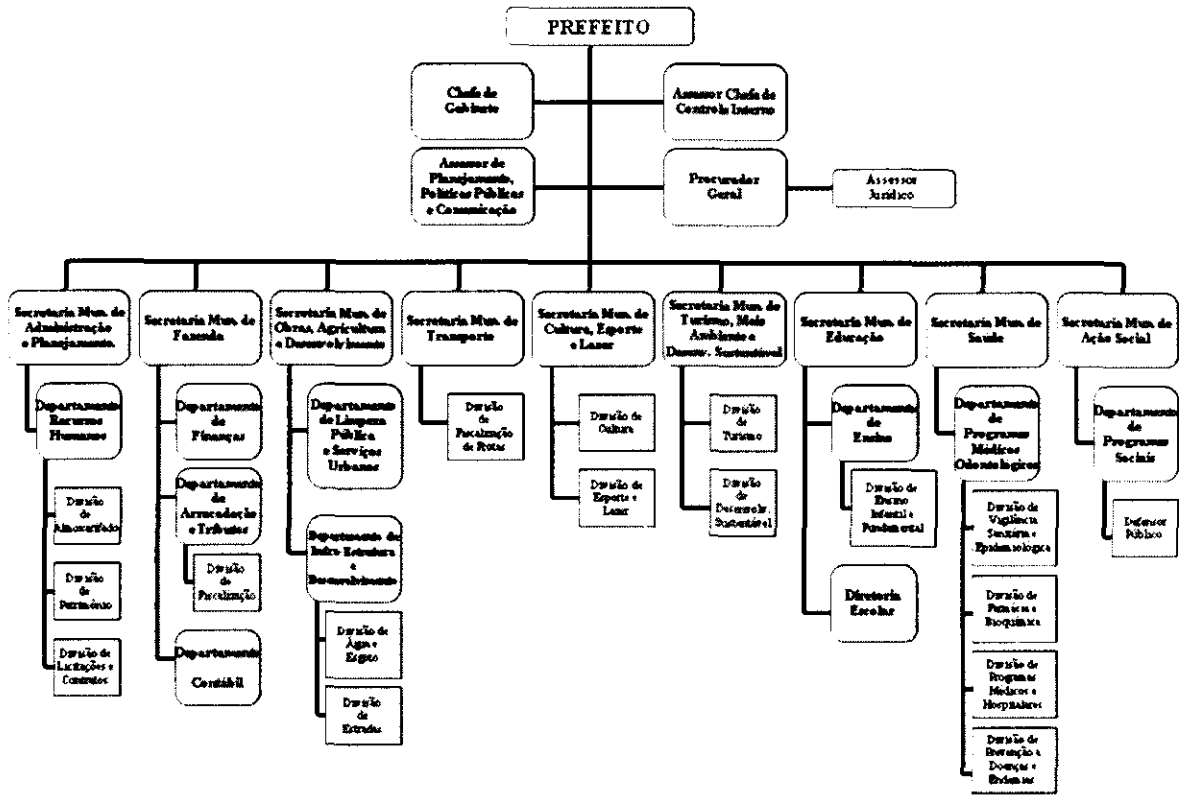 PREFEITO
Chefe de
Gabinete
Assessor Chefe de
Controle Interno
Assessor de
Planejamento,
Políticas Públicas
e Comunicação
Procurador
Geral
Assessor
Jurídico
Secretaria Mun. de
Administração
e Planejamento.
Secretaria Mun. de
Fazenda
Secretaria Mun. de
Obras, Agricultura
e Desenvolvimento
Secretaria Mun. de
Transporte
Secretaria Mun. de
Cultura, Esporte
e Lazer
Secretaria Mun. de
Turismo, Meio
Ambiente e
Desenv. Sustentável
Secretaria Mun. de
Educação
Secretaria Mun. de
Saúde
Secretaria Mun. de
Ação Social
Departamento
Recursos
Humanos
Divisão
de
Almoxarifado
Divisão
de
Patrimônio
Divisão de
Licitações e
Contratos
Departamento
de
Finanças
Departamento
de
Arrecadação
e Tributos
Divisão
de
Fiscalização
Departamento
Contábil
Departamento
de Limpeza
Pública
e Serviços
Urbanos
Departamento de
Infra-Estrutura
e
Desenvolvimento
Divisão de
Água e
Esgoto
Divisão
de
Estradas
Divisão
de
Fiscalização
de Frotas
Divisão de
Cultura
Divisão de
Esporte e
Lazer
Divisão
de
Turismo
Divisão
de
Desenvolv.
Sustentável
Departamento
de
Ensino
Divisão de
Ensino
Infantil e
Fundamental
Diretoria
Escolar
Departamento
de
Programas
Médicos
Odontologicos
Divisão de
Vigilância
Sanitária e
Epidemiologica
Divisão de
Farmácia e
Bioquímica
Divisão de
Programas
Médicos e
Hospitalares
Divisão de
Prevenção a
Doenças e
Endemias
Departamento
de
Programas
Sociais
Defensor
Público